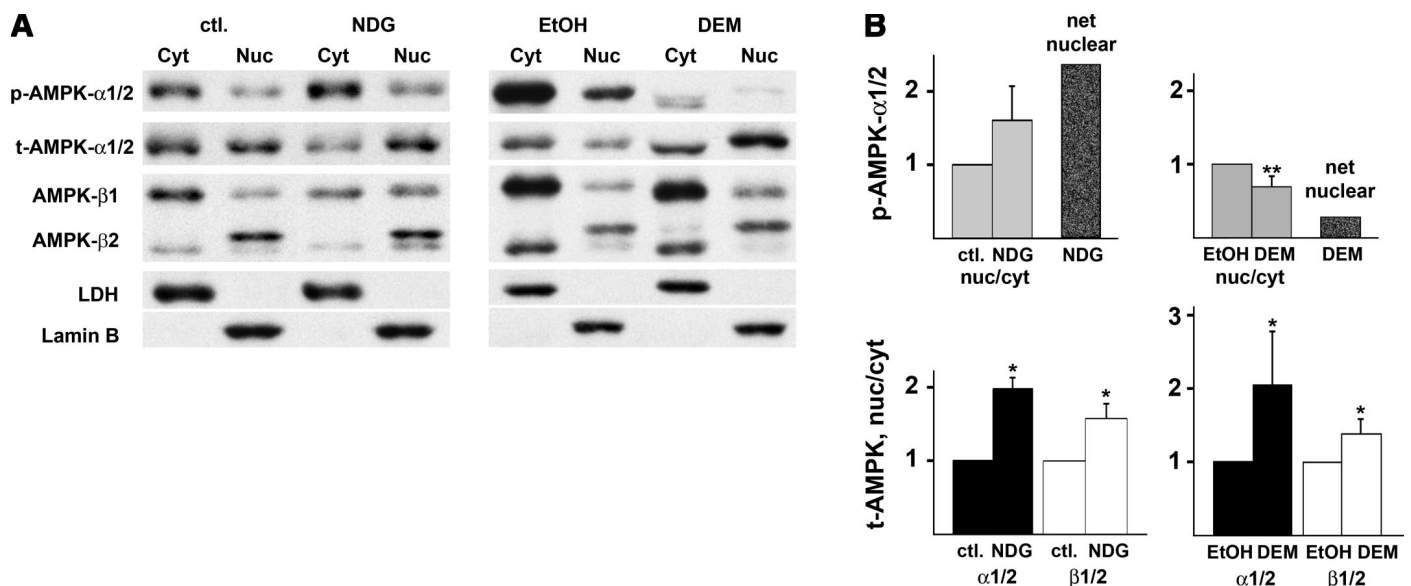 A
ctl. NDG EtOH DEM
Cyt Nuc Cyt Nuc Cyt Nuc Cyt Nuc
p-AMPK-α1/2
t-AMPK-α1/2
AMPK-β1
AMPK-β2
LDH
Lamin B
B
p-AMPK-α1/2
2
1
net
nuclear
ctl. NDG NDG
nuc/cyt
2
1
**
net
nuclear
EtOH DEM DEM
nuc/cyt
t-AMPK, nuc/cyt
2
1
*
*
ctl. NDG ctl. NDG
α1/2 β1/2
3
2
1
*
*
EtOH DEM EtOH DEM
α1/2 β1/2